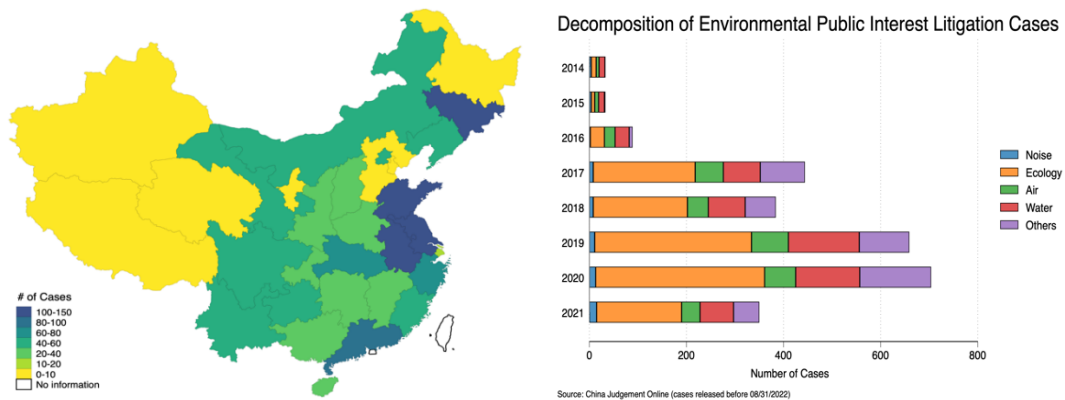 # of Cases
100-150
80-100
60-80
40-60
20-40
10-20
0-10
No information
Decomposition of Environmental Public Interest Litigation Cases
2014
2015
2016
2017
2018
2019
2020
2021
0 200 400 600 800
Number of Cases
Noise
Ecology
Air
Water
Others
Source: China Judgement Online (cases released before 08/31/2022)